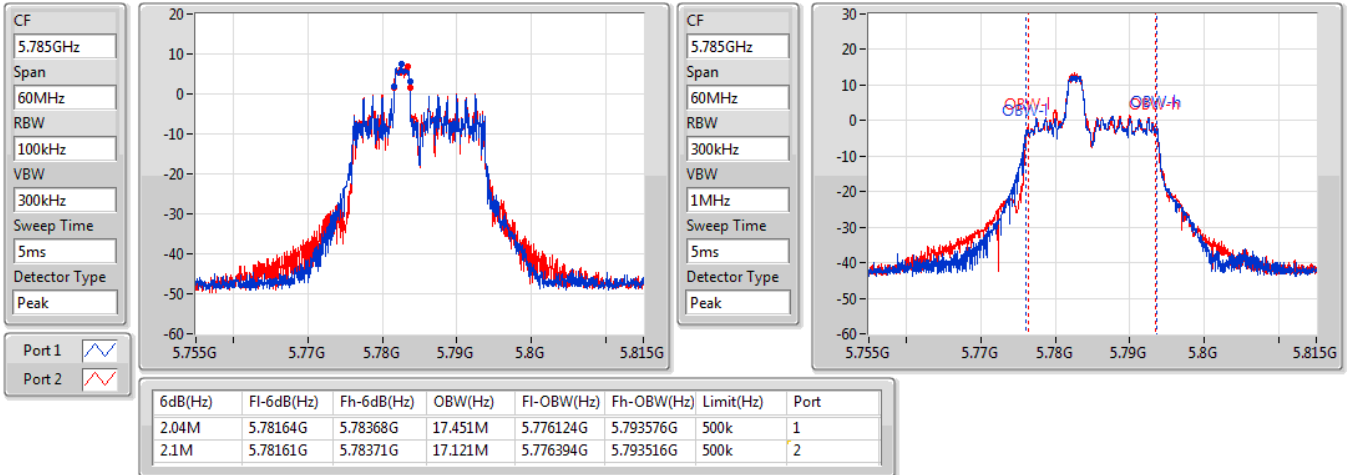 CF
5.785GHz
Span
60MHz
RBW
100kHz
VBW
300kHz
Sweep Time
5ms
Detector Type
Peak
Port 1
Port 2
20
10
0
-10
-20
-30
-40
-50
-60
5.755G 5.77G 5.78G 5.79G 5.8G 5.815G
CF
5.785GHz
Span
60MHz
RBW
300kHz
VBW
1MHz
Sweep Time
5ms
Detector Type
Peak
30
20
10
0
-10
-20
-30
-40
-50
-60
OBW-l
OBW-l
OBW-h
OBW-h
5.755G 5.77G 5.78G 5.79G 5.8G 5.815G
6dB(Hz) Fl-6dB(Hz) Fh-6dB(Hz) OBW(Hz) Fl-OBW(Hz) Fh-OBW(Hz) Limit(Hz) Port
2.04M 5.78164G 5.78368G 17.451M 5.776124G 5.793576G 500k 1
2.1M 5.78161G 5.78371G 17.121M 5.776394G 5.793516G 500k 2